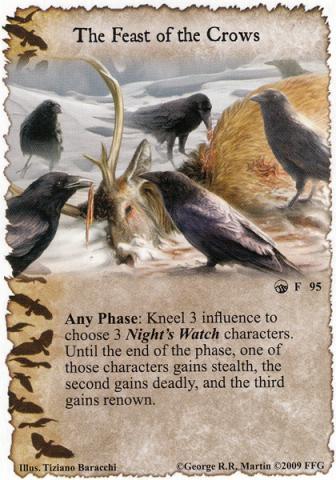 The Feast of the Crows
F 95
Any Phase: Kneel 3 influence to
choose 3 Night's Watch characters.
Until the end of the phase, one of
those characters gains stealth, the
second gains deadly, and the third
gains renown.
Illus. Tiziano Baracchi
©George R.R. Martin ©2009 FFG